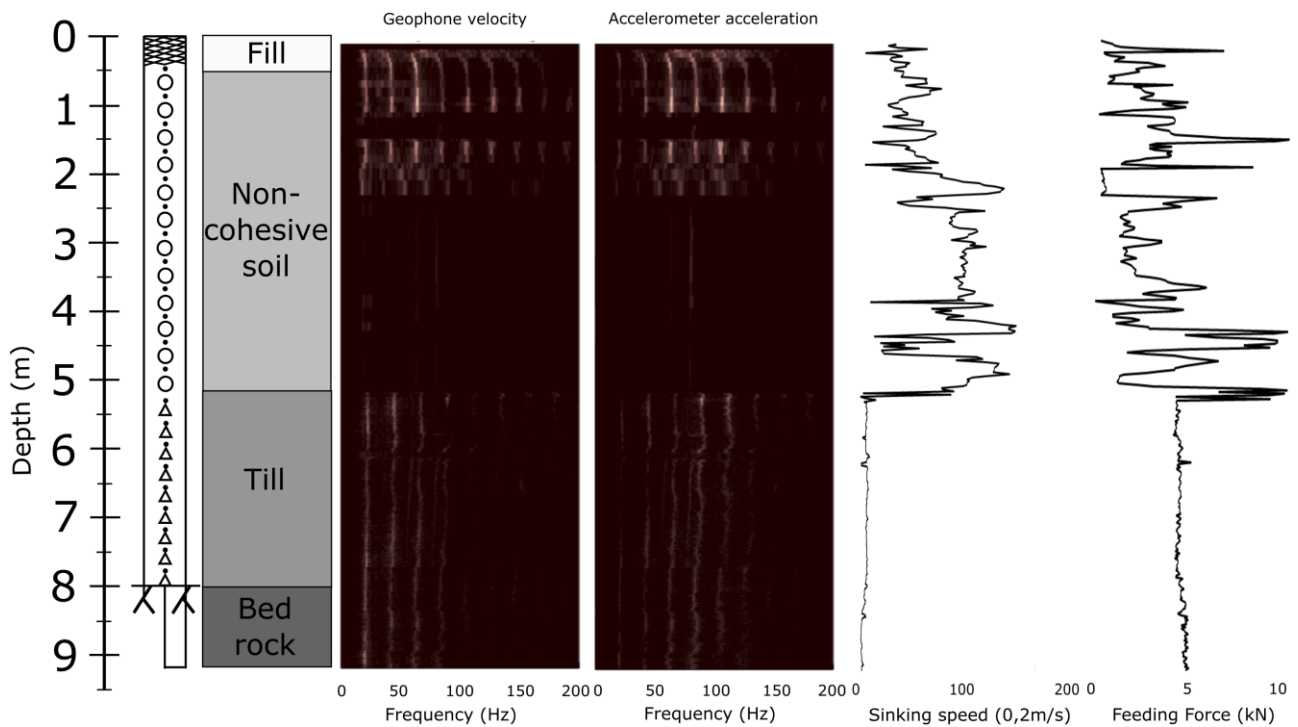 Geophone velocity
Accelerometer acceleration
0
1
2
3
4
5
6
7
8
9
Depth (m)
Fill
Non-
cohesive
soil
Till
Bed
rock
0 50 100 200
Frequency (Hz)
0 50 100 200
Frequency (Hz)
0 100 200
Sinking speed (0,2m/s)
0 5 10
Feeding Force (kN)